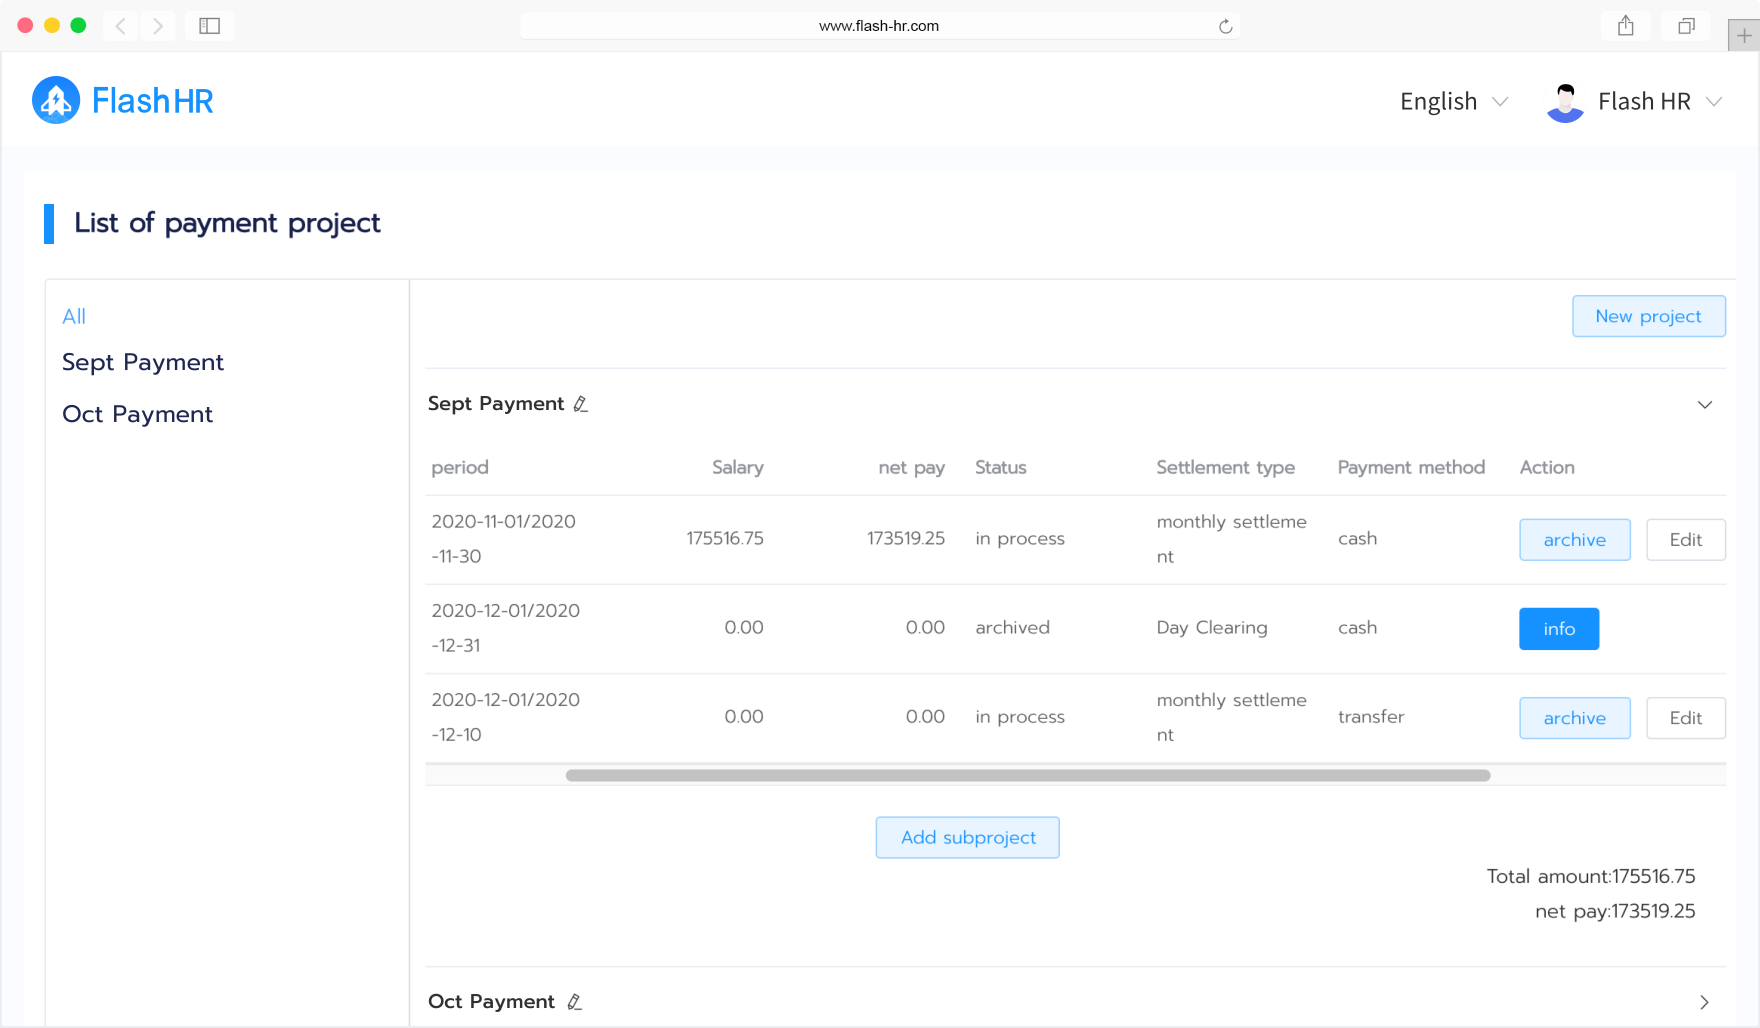 www.flash-hr.com
FlashHR
English
Flash HR
List of payment project
All
Sept Payment
Oct Payment
New project
Sept Payment
period Salary net pay Status Settlement type Payment method Action
2020-11-01/2020
-11-30
175516.75 173519.25 in process
monthly settleme
nt
cash archive Edit
2020-12-01/2020
-12-31
0.00 0.00 archived Day Clearing cash info
2020-12-01/2020
-12-10
0.00 0.00 in process
monthly settleme
nt
transfer archive Edit
Add subproject
Total amount:175516.75
net pay:173519.25
Oct Payment